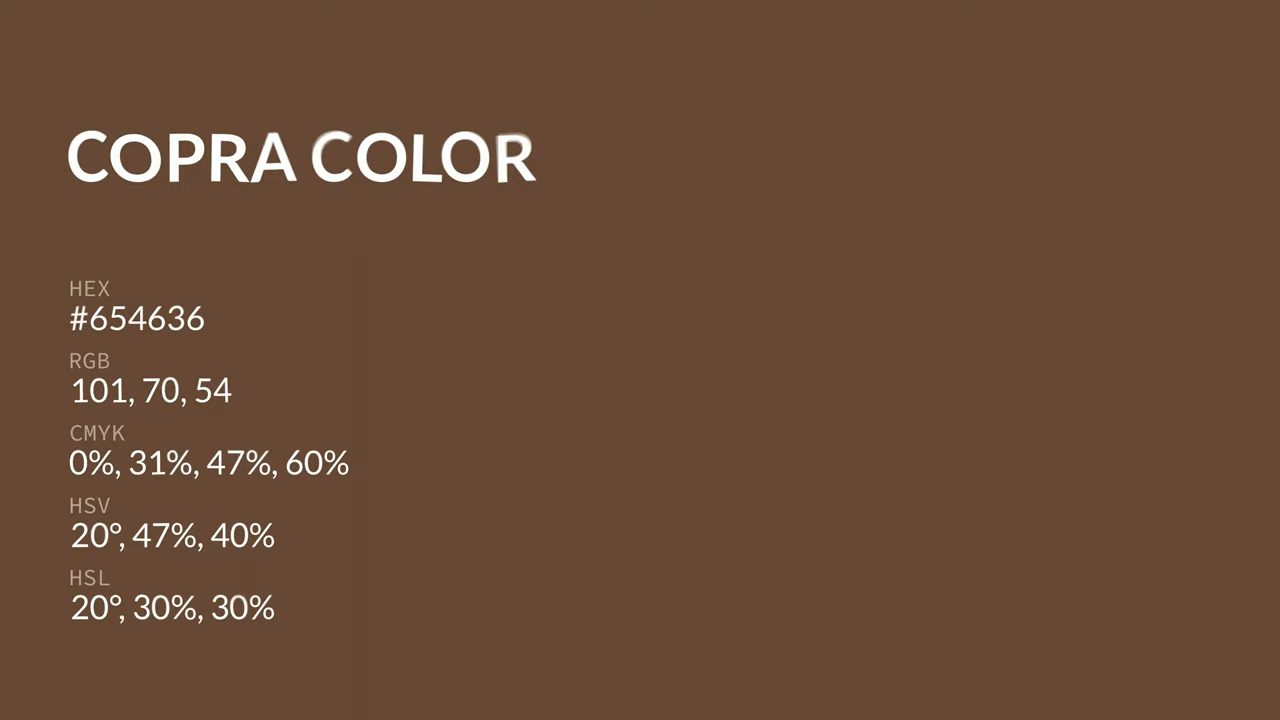 COPRA COLOR
HEX
#654636
RGB
101, 70, 54
CMYK
0%, 31%, 47%, 60%
HSV
20°, 47%, 40%
HSL
20°, 30%, 30%